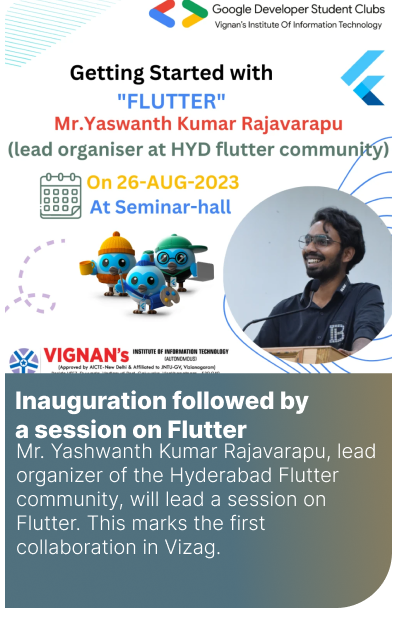 Google Developer Student Clubs
Vignan's Institute Of Information Technology
Getting Started with
"FLUTTER"
Mr.Yaswanth Kumar Rajavarapu
(lead organiser at HYD flutter community)
On 26-AUG-2023
At Seminar-hall
B
VIGNAN's INSTITUTE OF INFORMATION TECHNOLOGY
(AUTONOMOUS)
(Approved by AICTE- New Delhi & Affiliated to JNTU-GV, Vizianagaram)
Inauguration followed by
a session on Flutter
Mr. Yashwanth Kumar Rajavarapu, lead
organizer of the Hyderabad Flutter
community, will lead a session on
Flutter. This marks the first
collaboration in Vizag.